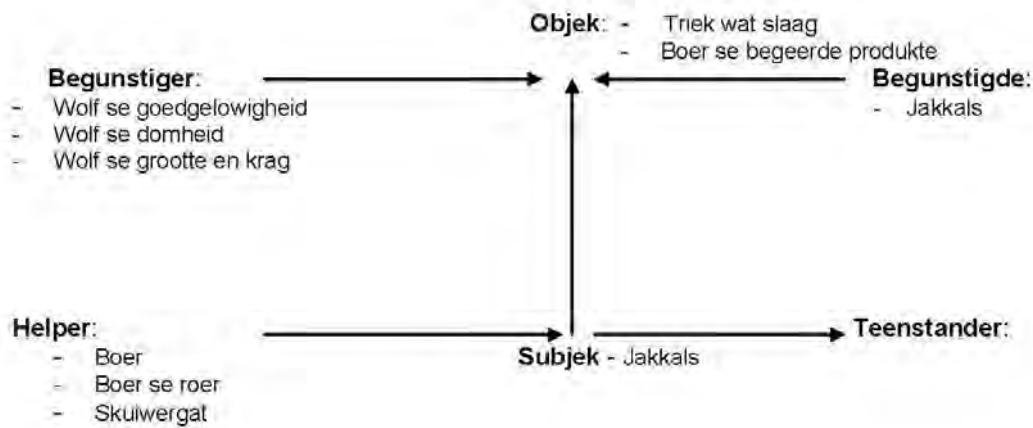 Objek: - Triek wat slaag
- Boer se begeerde produkte
Begunstiger:
- Wolf se goedgelowigheid
- Wolf se domheid
- Wolf se grootte en krag
Begunstigde:
- Jakkals
Helper:
- Boer
- Boer se roer
- Skuiwergat
Subjek - Jakkals
Teenstander: